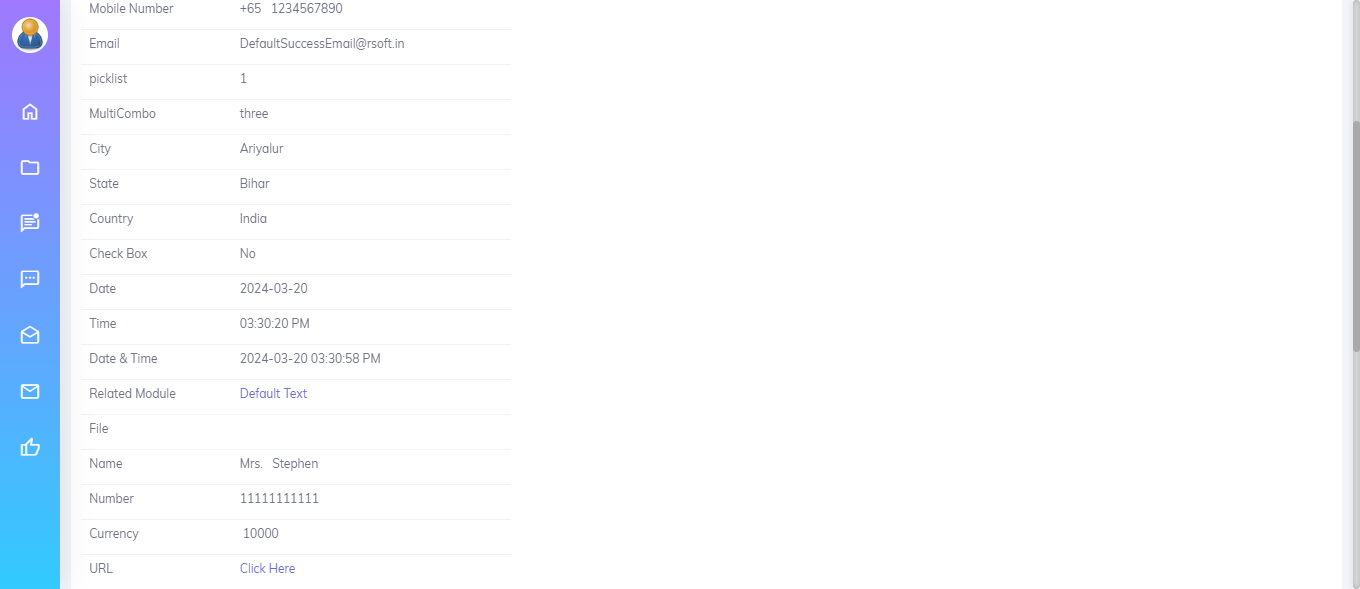 Mobile Number +65 1234567890
Email DefaultSuccessEmail@rsoft.in
picklist 1
MultiCombo three
City Ariyalur
State Bihar
Country India
Check Box No
Date 2024-03-20
Time 03:30:20 PM
Date & Time 2024-03-20 03:30:58 PM
Related Module Default Text
File
Name Mrs. Stephen
Number 11111111111
Currency 10000
URL Click Here